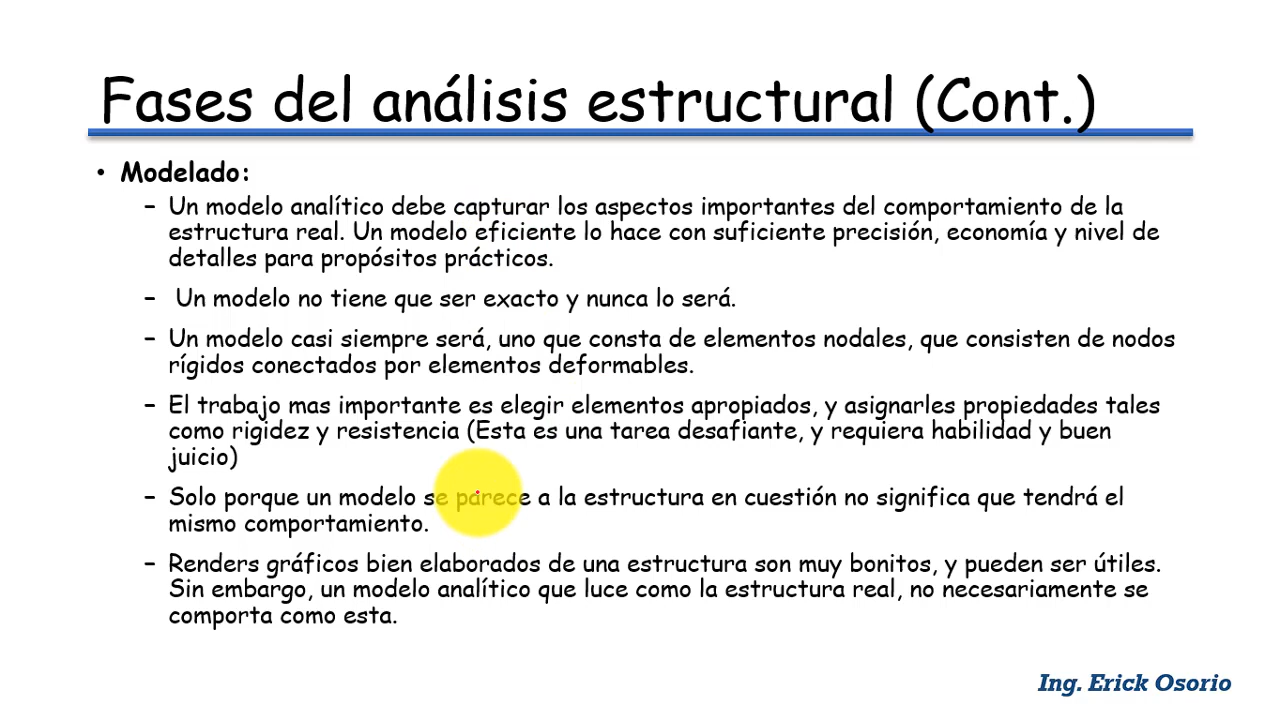 Fases del análisis estructural (Cont.)
• Modelado:
– Un modelo analítico debe capturar los aspectos importantes del comportamiento de la
estructura real. Un modelo eficiente lo hace con suficiente precisión, economía y nivel de
detalles para propósitos prácticos.
– Un modelo no tiene que ser exacto y nunca lo será.
– Un modelo casi siempre será, uno que consta de elementos nodales, que consisten de nodos
rígidos conectados por elementos deformables.
– El trabajo mas importante es elegir elementos apropiados, y asignarles propiedades tales
como rigidez y resistencia (Esta es una tarea desafiante, y requiera habilidad y buen
juicio)
– Solo porque un modelo se parece a la estructura en cuestión no significa que tendrá el
mismo comportamiento.
– Renders gráficos bien elaborados de una estructura son muy bonitos, y pueden ser útiles.
Sin embargo, un modelo analítico que luce como la estructura real, no necesariamente se
comporta como esta.
Ing. Erick Osorio